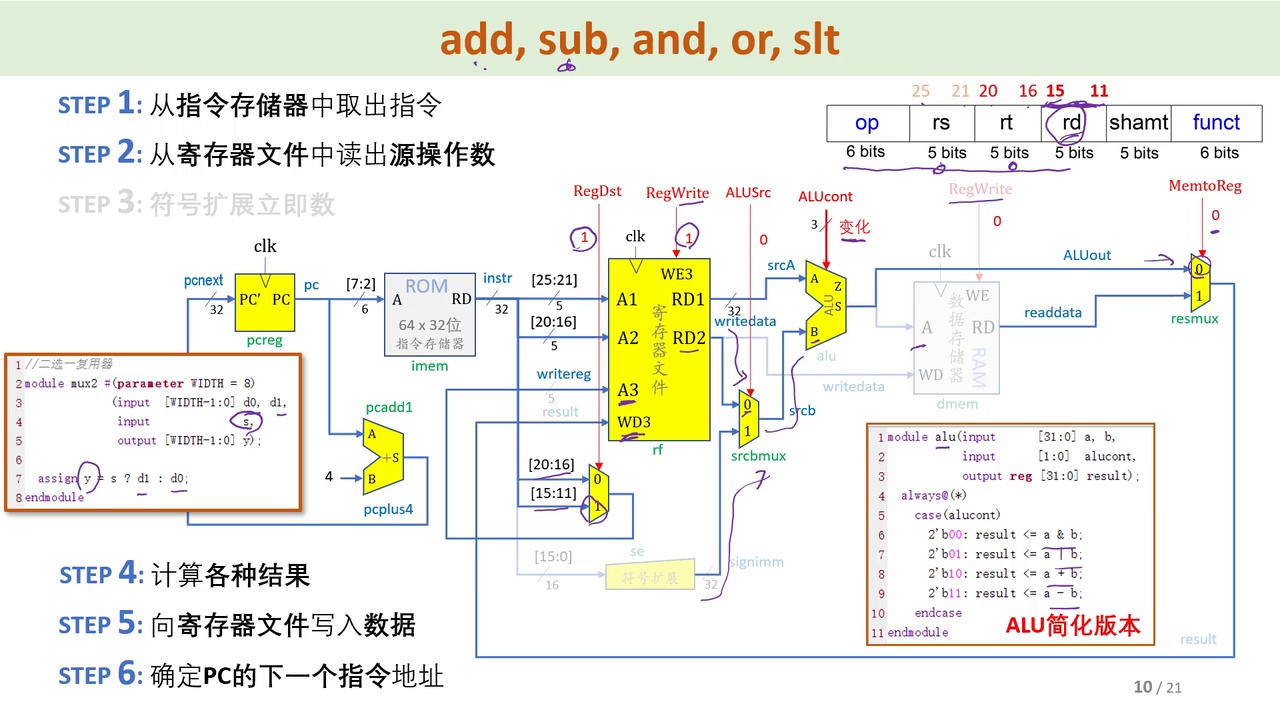 add, sub, and, or, slt
STEP 1: 从指令存储器中取出指令
STEP 2: 从寄存器文件中读出源操作数
STEP 3: 符号扩展立即数
25 21 20 16 15 11
op rs rt rd shamt funct
6 bits 5 bits 5 bits 5 bits 5 bits 6 bits
RegDst RegWrite ALUSrc ALUcont RegWrite MemtoReg
1 1 0 3 变化 0 0
clk clk clk
pcnext pc [7:2] instr [25:21] srcA ALUout
32 6 32 5 32
PC' PC
pcreg
A ROM RD
64 x 32位
指令存储器
imem
[20:16]
5
writereg
5
result
WE3
A1 RD1
A2 RD2
A3
WD3
寄存器文件
rf
writedata
0
1
srcb
srcbmux
A Z
ALU S
B
alu
WE
A RD
WD
数据存储器
RAM
dmem
writedata
readdata
0
1
resmux
1 //二选一复用器
2 module mux2 #(parameter WIDTH = 8)
3 (input [WIDTH-1:0] d0, d1,
4 input s,
5 output [WIDTH-1:0] y);
6
7 assign y = s ? d1 : d0;
8 endmodule
pcadd1
A
+S
B
4
pcplus4
[20:16] 0
[15:11] 1
[15:0] se
16 符号扩展 32
signimm
1 module alu(input [31:0] a, b,
2 input [1:0] alucont,
3 output reg [31:0] result);
4 always@(*)
5 case(alucont)
6 2'b00: result <= a & b;
7 2'b01: result <= a | b;
8 2'b10: result <= a + b;
9 2'b11: result <= a - b;
10 endcase
11 endmodule
ALU简化版本
result
STEP 4: 计算各种结果
STEP 5: 向寄存器文件写入数据
STEP 6: 确定PC的下一个指令地址
10 / 21